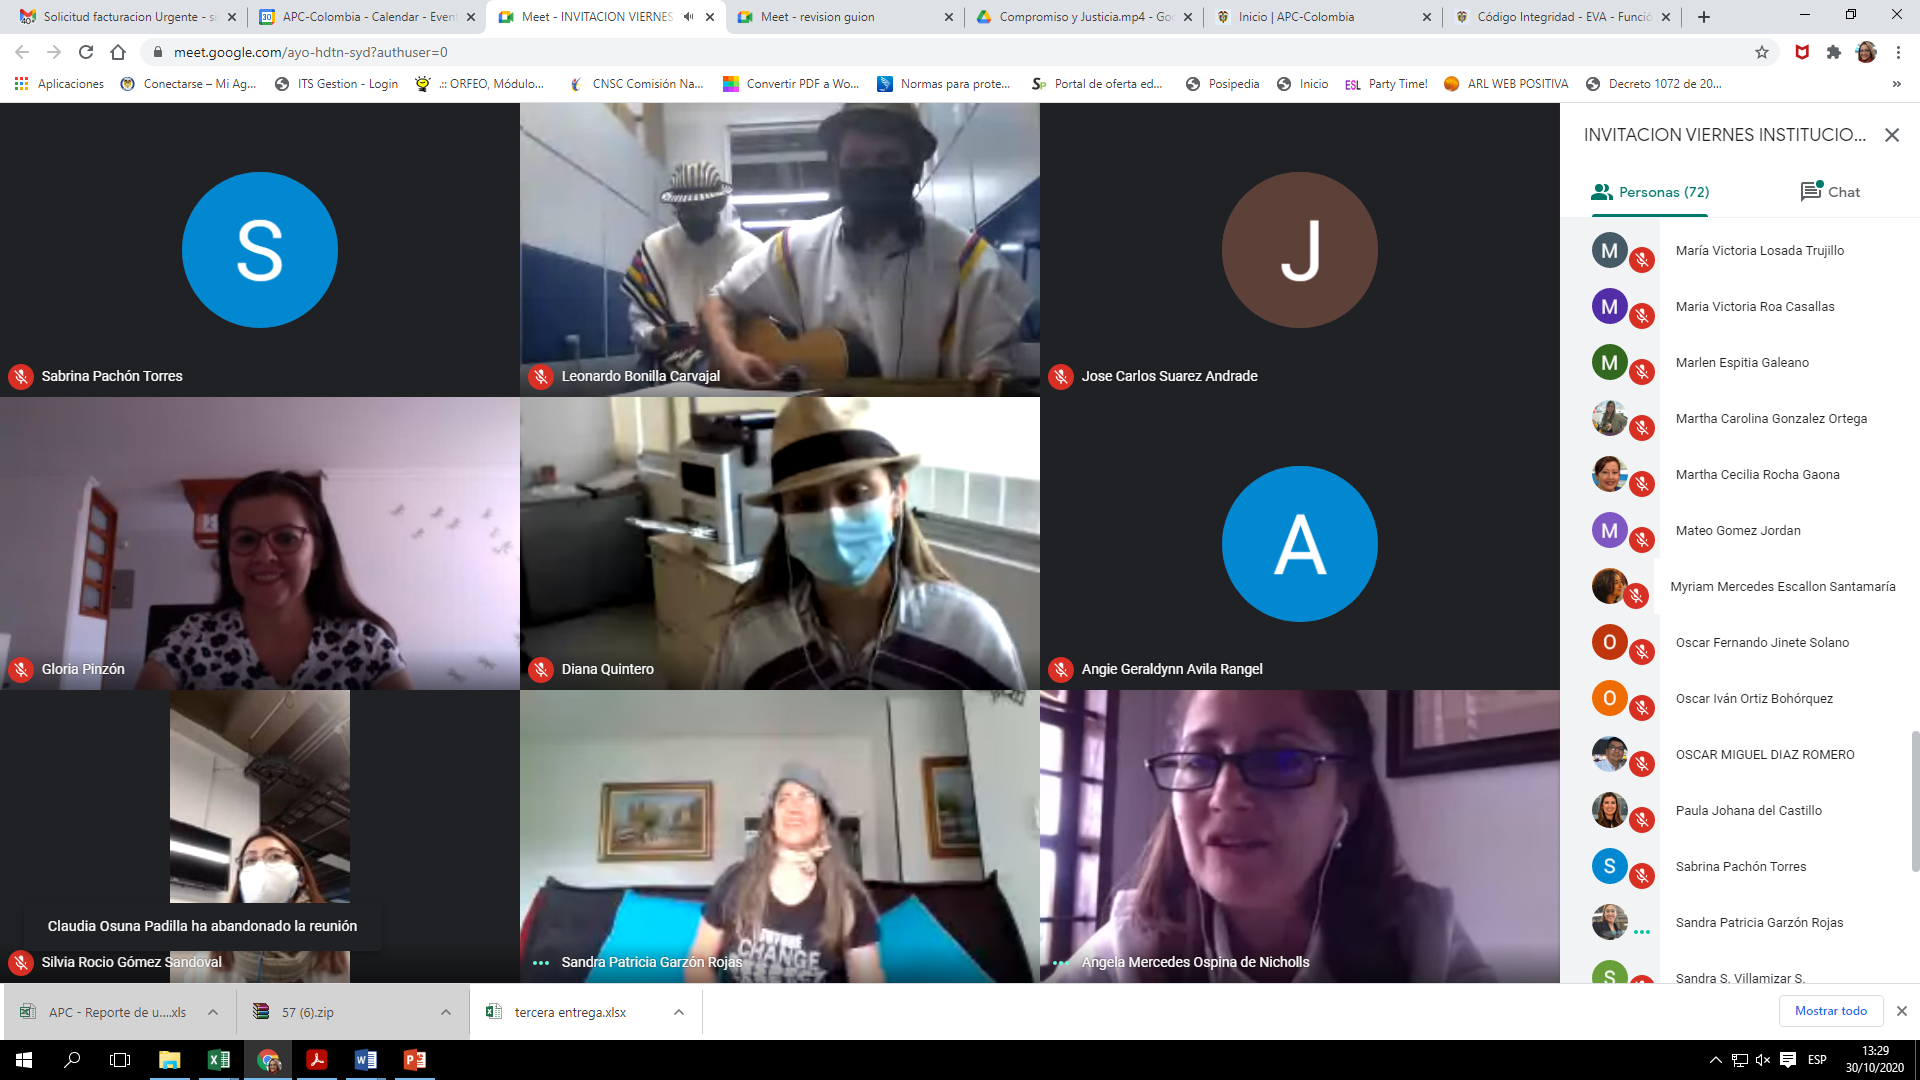 Solicitud facturacion Urgente - s
APC-Colombia - Calendar - Event
Meet - INVITACION VIERNES
Meet - revision guion
Compromiso y Justicia.mp4 - Goo
Inicio | APC-Colombia
Código Integridad - EVA - Funció
meet.google.com/ayo-hdtn-syd?authuser=0
Aplicaciones
Conectarse – Mi Ag...
ITS Gestion - Login
.:: ORFEO, Módulo...
CNSC Comisión Na...
Convertir PDF a Wo...
Normas para prote...
Portal de oferta ed...
Posipedia
Inicio
ESL Party Time!
ARL WEB POSITIVA
Decreto 1072 de 20...
»
S
Sabrina Pachón Torres
Leonardo Bonilla Carvajal
J
Jose Carlos Suarez Andrade
Gloria Pinzón
Diana Quintero
A
Angie Geraldynn Avila Rangel
Claudia Osuna Padilla ha abandonado la reunión
Silvia Rocio Gómez Sandoval
FUTURE
CHANGE
Sandra Patricia Garzón Rojas
Angela Mercedes Ospina de Nicholls
INVITACION VIERNES INSTITUCIO...
Personas (72)
Chat
M María Victoria Losada Trujillo
M Maria Victoria Roa Casallas
M Marlen Espitia Galeano
Martha Carolina Gonzalez Ortega
Martha Cecilia Rocha Gaona
M Mateo Gomez Jordan
Myriam Mercedes Escallon Santamaría
O Oscar Fernando Jinete Solano
O Oscar Iván Ortiz Bohórquez
OSCAR MIGUEL DIAZ ROMERO
Paula Johana del Castillo
S Sabrina Pachón Torres
Sandra Patricia Garzón Rojas
S Sandra S. Villamizar S.
APC - Reporte de u....xls
57 (6).zip
tercera entrega.xlsx
Mostrar todo
ESP
13:29
30/10/2020